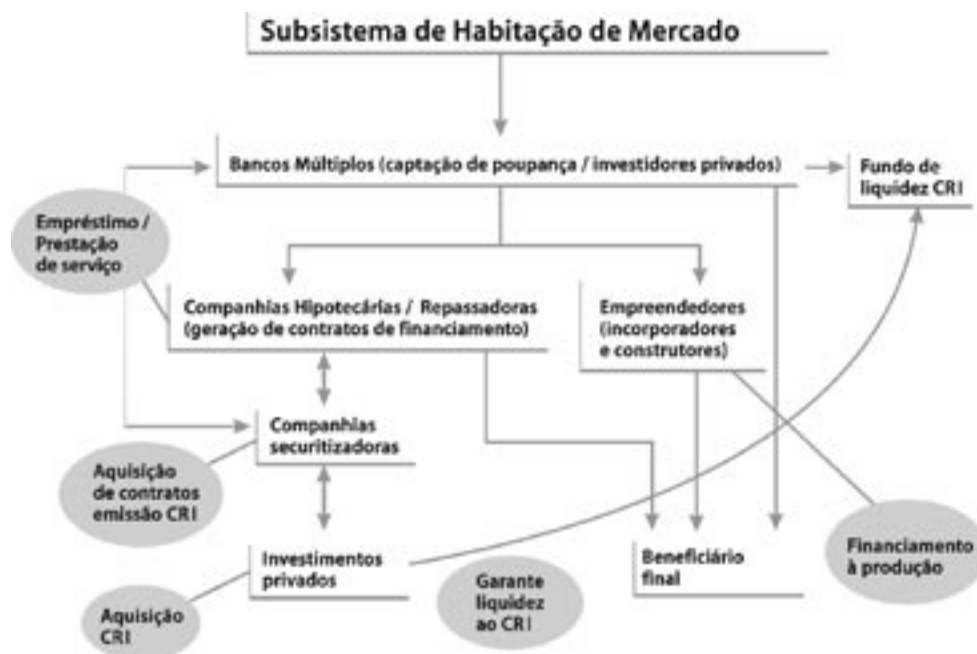 Subsistema de Habitação de Mercado
Bancos Múltiplos (captação de poupança / investidores privados)
Fundo de
liquidez CRI
Empréstimo /
Prestação
de serviço
Companhias Hipotecárias / Repassadoras
(geração de contratos de financiamento)
Empreendedores
(incorporadores
e construtores)
Companhias
securitizadoras
Aquisição
de contratos
emissão CRI
Investimentos
privados
Garante
liquidez
ao CRI
Beneficiário
final
Financiamento
à produção
Aquisição
CRI